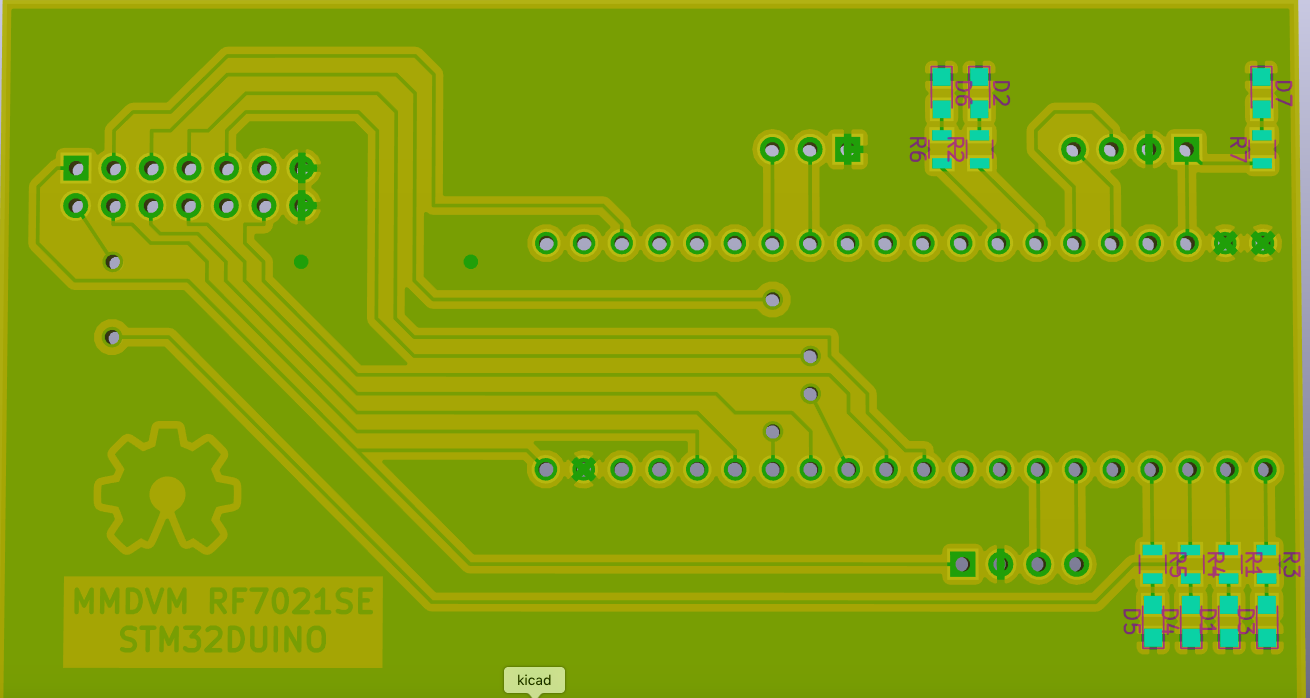 D6
D2
D7
R6
R2
R7
R5
R4
R1
R3
D5
D4
D1
D3
MMDVM RF7021SE
STM32DUINO
kicad